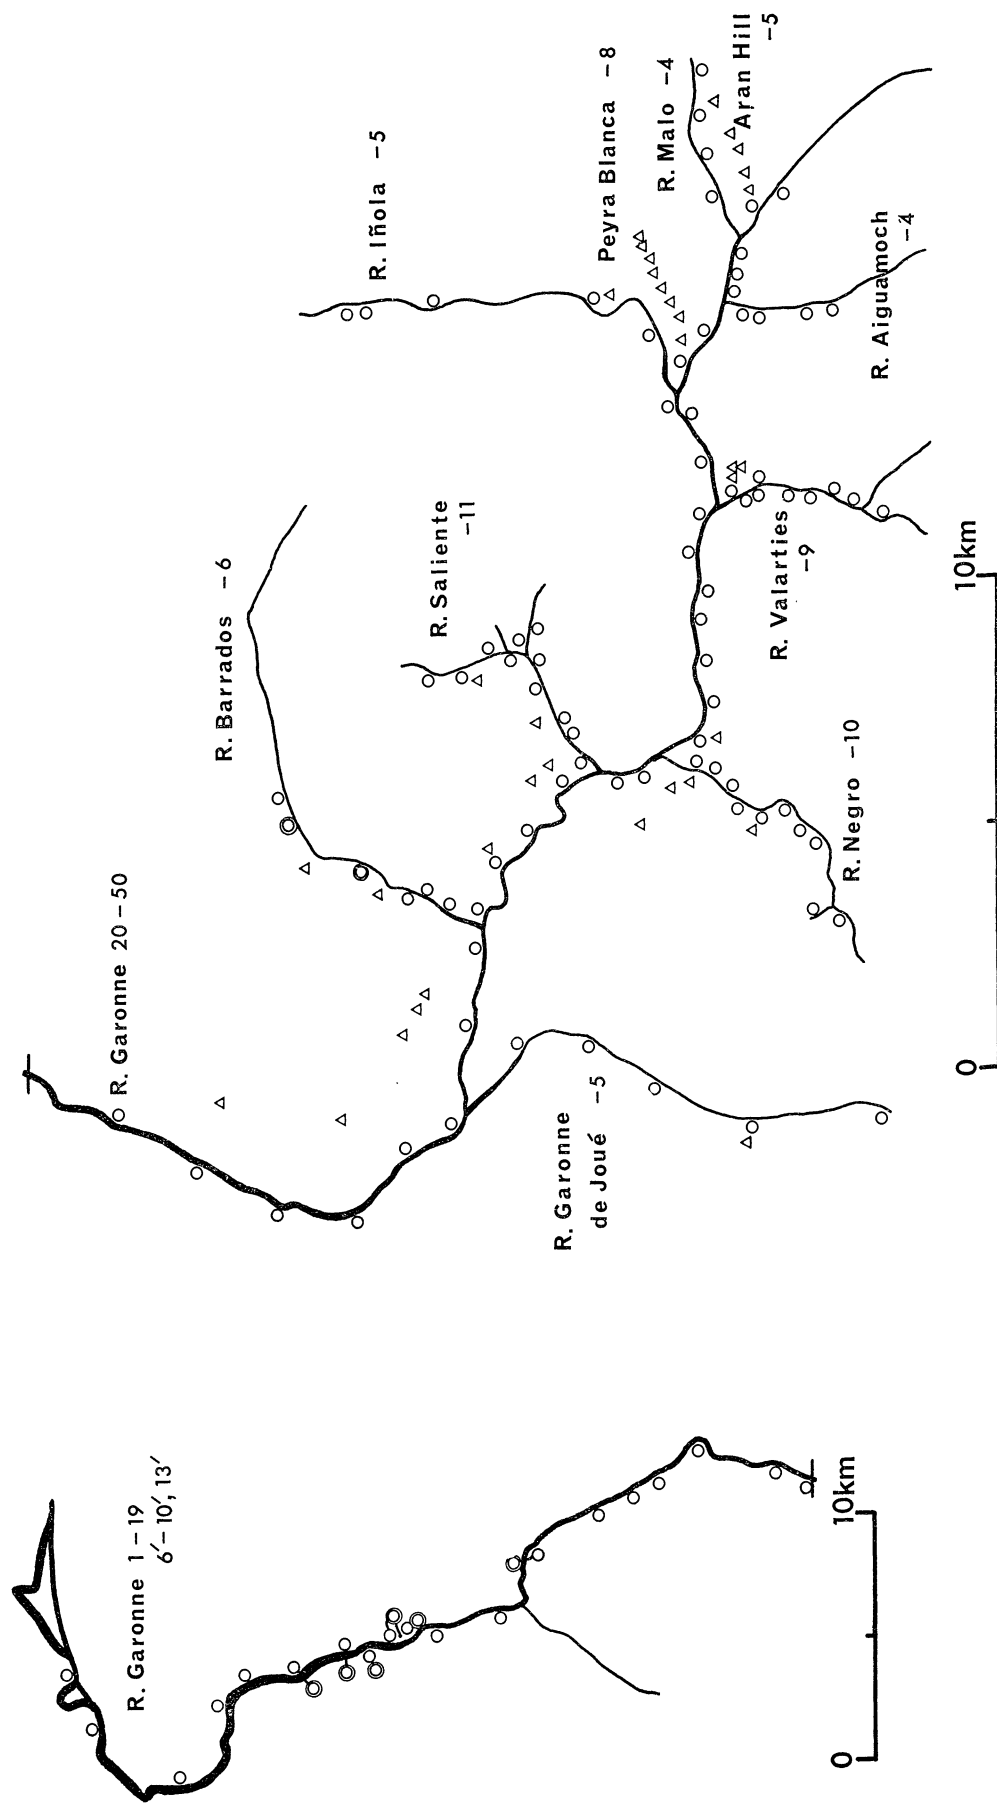 R. Garonne 1-19
6′-10′, 13′
0
10km
R. Garonne 20-50
R. Barrados -6
R. Iñola -5
R. Saliente
-11
Peyra Blanca -8
R. Malo -4
Aran Hill
-5
R. Garonne
de Joué -5
R. Negro -10
R. Valarties
-9
R. Aiguamoch
-4
0
10km